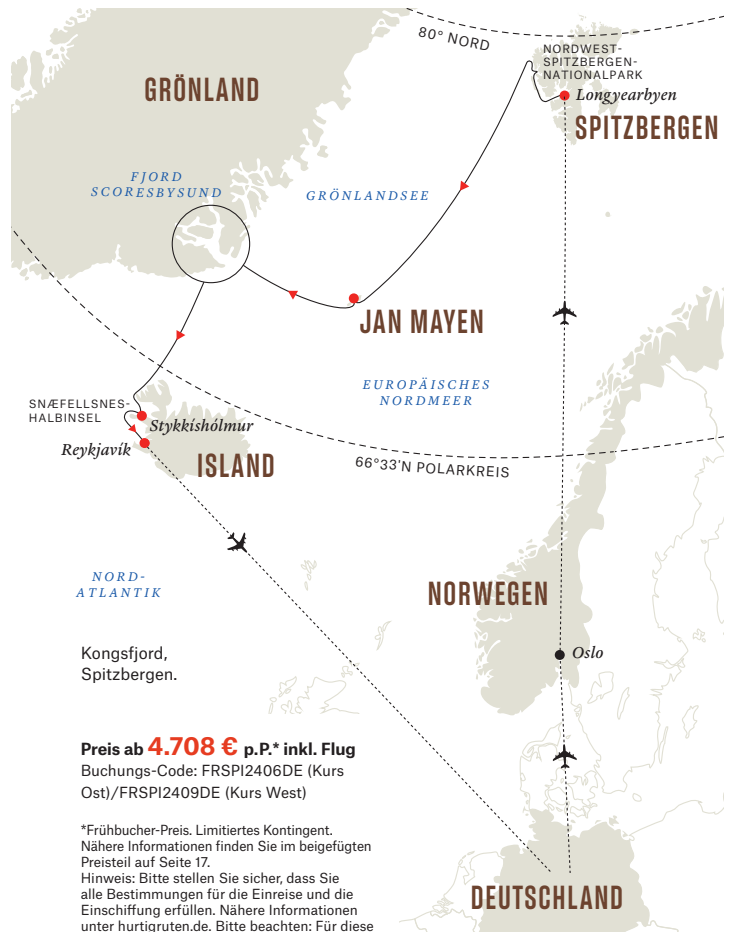 80° NORD
NORDWEST-
SPITZBERGEN-
NATIONALPARK
Longyearbyen
SPITZBERGEN
GRÖNLAND
FJORD
SCORESBYSUND
GRÖNLANDSEE
JAN MAYEN
EUROPÄISCHES
NORDMEER
SNÆFELLSNES-
HALBINSEL
Stykkishólmur
Reykjavík
ISLAND
66°33'N POLARKREIS
NORD-
ATLANTIK
NORWEGEN
Oslo
Kongsfjord,
Spitzbergen.
Preis ab 4.708 € p.P.* inkl. Flug
Buchungs-Code: FRSPI2406DE (Kurs
Ost)/FRSPI2409DE (Kurs West)
*Frühbucher-Preis. Limitiertes Kontingent.
Nähere Informationen finden Sie im beigefügten
Preisteil auf Seite 17.
Hinweis: Bitte stellen Sie sicher, dass Sie
alle Bestimmungen für die Einreise und die
Einschiffung erfüllen. Nähere Informationen
unter hurtigruten.de. Bitte beachten: Für diese
DEUTSCHLAND